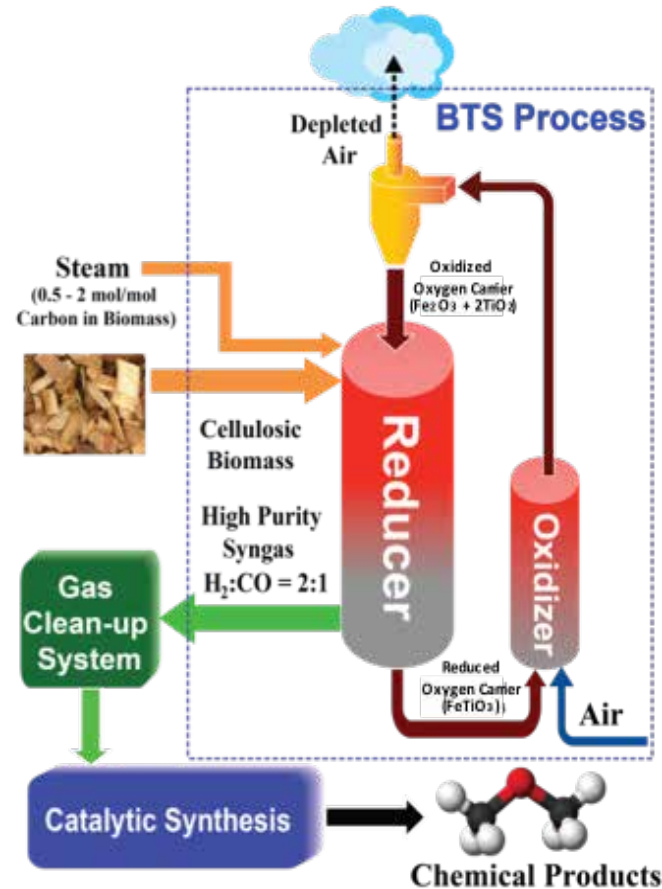 BTS Process
Depleted
Air
Steam
(0.5 - 2 mol/mol
Carbon in Biomass)
Oxidized
Oxygen Carrier
(Fe2O3 + 2TiO2)
Reducer
Cellulosic
Biomass
High Purity
Syngas
H₂:CO = 2:1
Oxidizer
Gas
Clean-up
System
Reduced
Oxygen Carrier
(FeTiO3))
Air
Catalytic Synthesis
Chemical Products